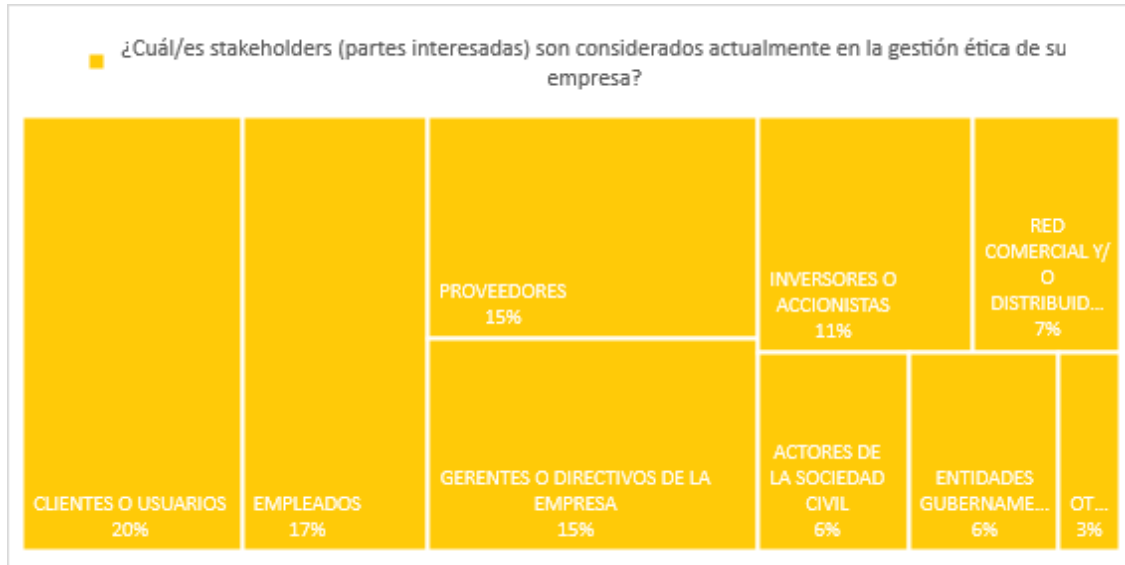 ¿Cuál/es stakeholders (partes interesadas) son considerados actualmente en la gestión ética de su
empresa?
CLIENTES O USUARIOS
20%
EMPLEADOS
17%
PROVEEDORES
15%
GERENTES O DIRECTIVOS DE LA
EMPRESA
15%
INVERSORES O
ACCIONISTAS
11%
RED
COMERCIAL Y/
O
DISTRIBUID...
7%
ACTORES DE
LA SOCIEDAD
CIVIL
6%
ENTIDADES
GUBERNAME...
6%
OT...
3%